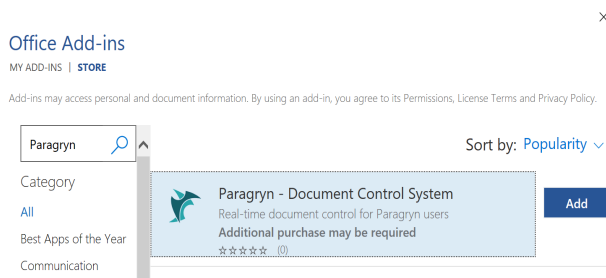 Office Add-ins
MY ADD-INS | STORE
Add-ins may access personal and document information. By using an add-in, you agree to its Permissions, License Terms and Privacy Policy.
Paragryn
Sort by: Popularity
Category
All
Best Apps of the Year
Communication
Paragryn - Document Control System
Real-time document control for Paragryn users
Additional purchase may be required
☆☆☆☆☆ (0)
Add